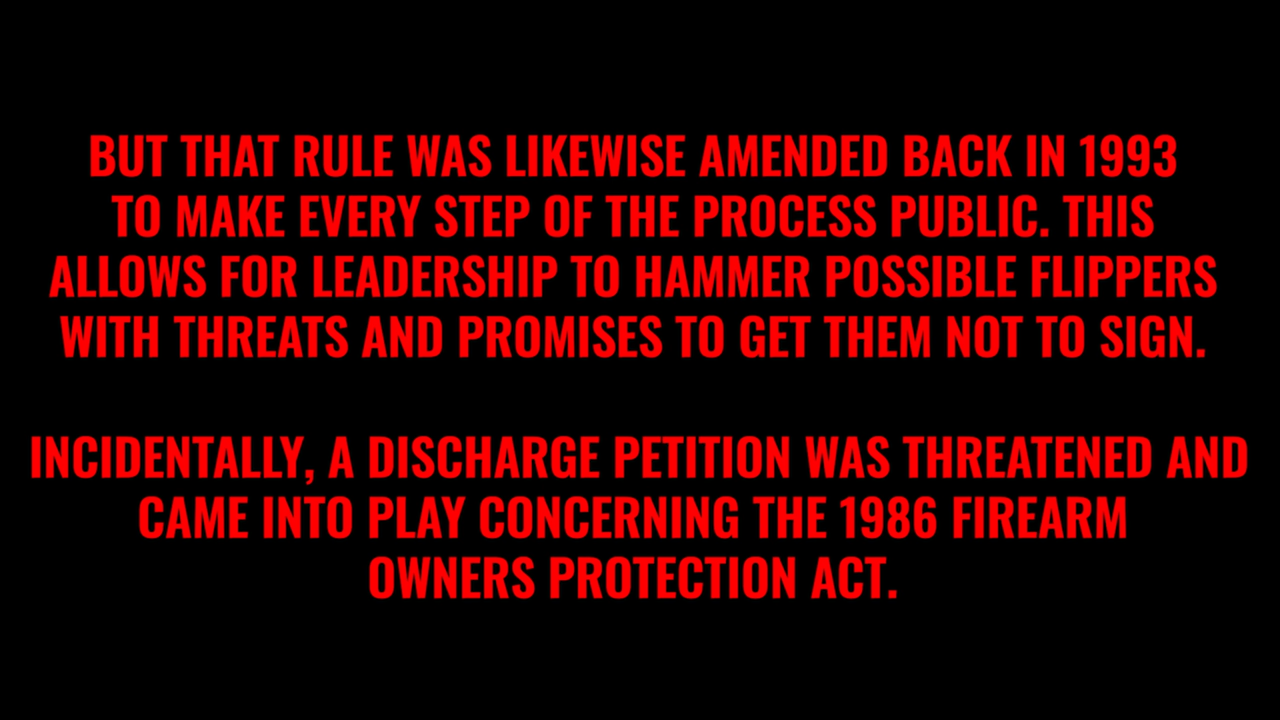 BUT THAT RULE WAS LIKEWISE AMENDED BACK IN 1993
TO MAKE EVERY STEP OF THE PROCESS PUBLIC. THIS
ALLOWS FOR LEADERSHIP TO HAMMER POSSIBLE FLIPPERS
WITH THREATS AND PROMISES TO GET THEM NOT TO SIGN.
INCIDENTALLY, A DISCHARGE PETITION WAS THREATENED AND
CAME INTO PLAY CONCERNING THE 1986 FIREARM
OWNERS PROTECTION ACT.